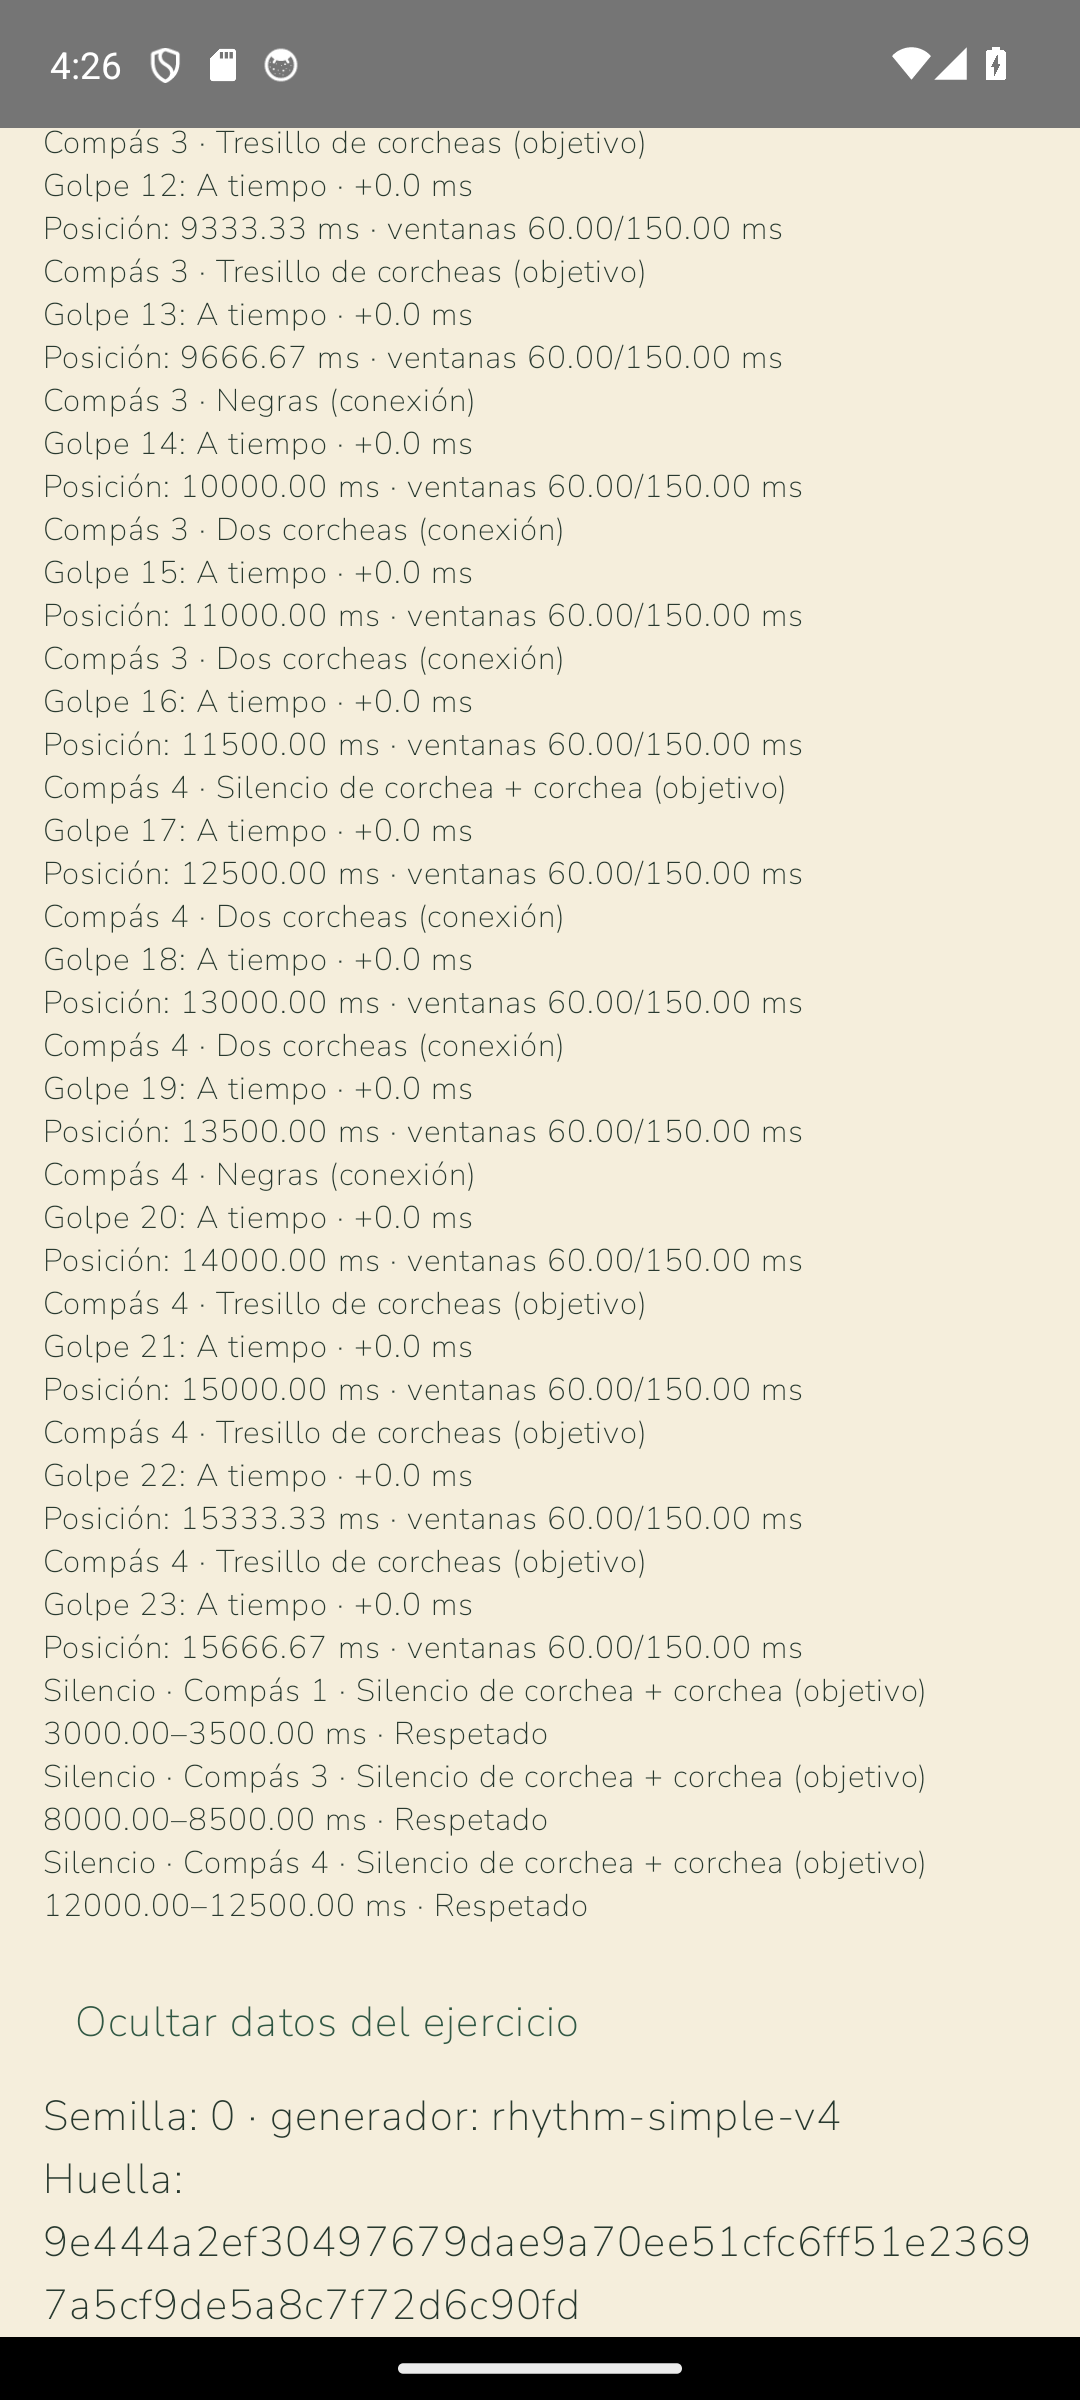 4:26
Compás 3 · Tresillo de corcheas (objetivo)
Golpe 12: A tiempo · +0.0 ms
Posición: 9333.33 ms · ventanas 60.00/150.00 ms
Compás 3 · Tresillo de corcheas (objetivo)
Golpe 13: A tiempo · +0.0 ms
Posición: 9666.67 ms · ventanas 60.00/150.00 ms
Compás 3 · Negras (conexión)
Golpe 14: A tiempo · +0.0 ms
Posición: 10000.00 ms · ventanas 60.00/150.00 ms
Compás 3 · Dos corcheas (conexión)
Golpe 15: A tiempo · +0.0 ms
Posición: 11000.00 ms · ventanas 60.00/150.00 ms
Compás 3 · Dos corcheas (conexión)
Golpe 16: A tiempo · +0.0 ms
Posición: 11500.00 ms · ventanas 60.00/150.00 ms
Compás 4 · Silencio de corchea + corchea (objetivo)
Golpe 17: A tiempo · +0.0 ms
Posición: 12500.00 ms · ventanas 60.00/150.00 ms
Compás 4 · Dos corcheas (conexión)
Golpe 18: A tiempo · +0.0 ms
Posición: 13000.00 ms · ventanas 60.00/150.00 ms
Compás 4 · Dos corcheas (conexión)
Golpe 19: A tiempo · +0.0 ms
Posición: 13500.00 ms · ventanas 60.00/150.00 ms
Compás 4 · Negras (conexión)
Golpe 20: A tiempo · +0.0 ms
Posición: 14000.00 ms · ventanas 60.00/150.00 ms
Compás 4 · Tresillo de corcheas (objetivo)
Golpe 21: A tiempo · +0.0 ms
Posición: 15000.00 ms · ventanas 60.00/150.00 ms
Compás 4 · Tresillo de corcheas (objetivo)
Golpe 22: A tiempo · +0.0 ms
Posición: 15333.33 ms · ventanas 60.00/150.00 ms
Compás 4 · Tresillo de corcheas (objetivo)
Golpe 23: A tiempo · +0.0 ms
Posición: 15666.67 ms · ventanas 60.00/150.00 ms
Silencio · Compás 1 · Silencio de corchea + corchea (objetivo)
3000.00–3500.00 ms · Respetado
Silencio · Compás 3 · Silencio de corchea + corchea (objetivo)
8000.00–8500.00 ms · Respetado
Silencio · Compás 4 · Silencio de corchea + corchea (objetivo)
12000.00–12500.00 ms · Respetado
Ocultar datos del ejercicio
Semilla: 0 · generador: rhythm-simple-v4
Huella:
9e444a2ef30497679dae9a70ee51cfc6ff51e2369
7a5cf9de5a8c7f72d6c90fd